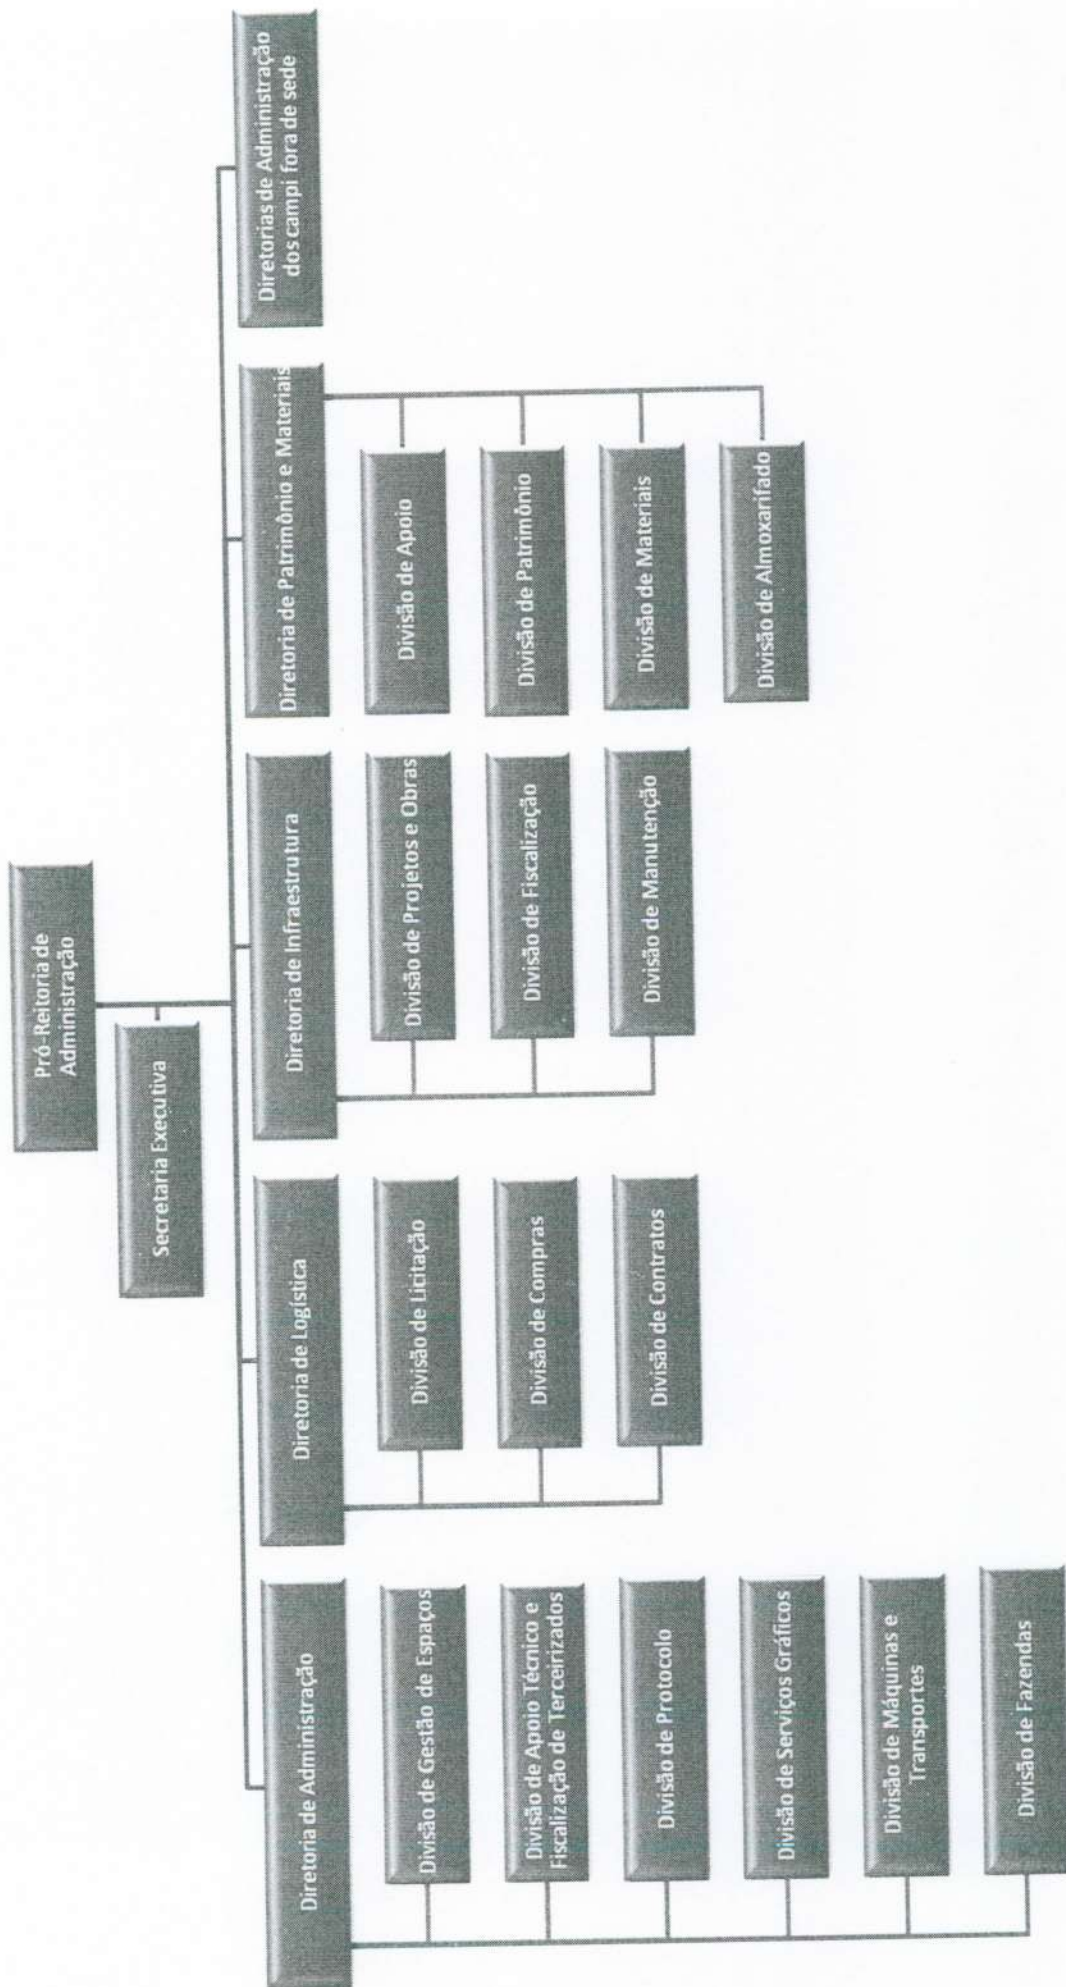 Pró-Reitoria de
Administração
Secretaria Executiva
Diretoria de Administração
Divisão de Gestão de Espaços
Divisão de Apoio Técnico e
Fiscalização de Terceirizados
Divisão de Protocolo
Divisão de Serviços Gráficos
Divisão de Máquinas e
Transportes
Divisão de Fazendas
Diretoria de Logística
Divisão de Licitação
Divisão de Compras
Divisão de Contratos
Diretoria de Infraestrutura
Divisão de Projetos e Obras
Divisão de Fiscalização
Divisão de Manutenção
Diretoria de Patrimônio e Materiais
Divisão de Apoio
Divisão de Patrimônio
Divisão de Materiais
Divisão de Almoxarifado
Diretorias de Administração
dos campi fora de sede